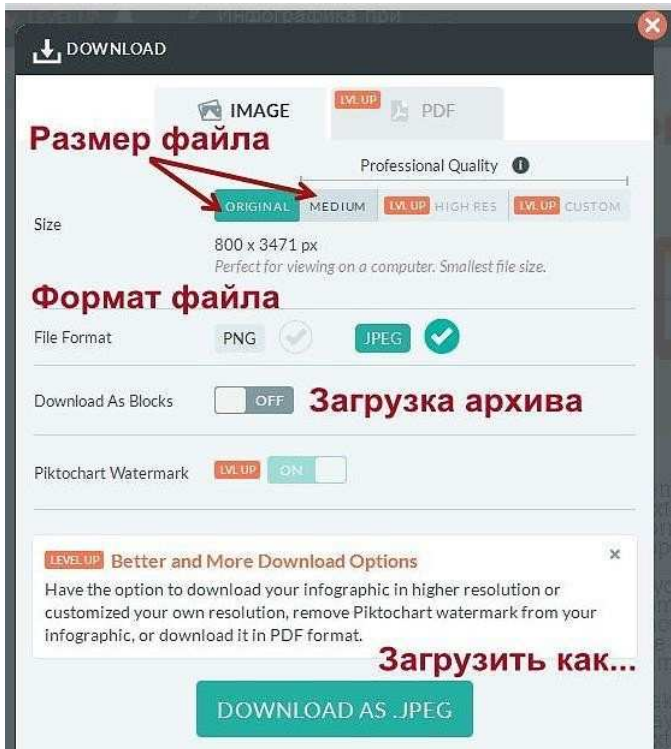 DOWNLOAD
IMAGE
LVL UP PDF
Размер файла
Professional Quality
Size
ORIGINAL MEDIUM LVL UP HIGH RES LVL UP CUSTOM
800 x 3471 px
Perfect for viewing on a computer. Smallest file size.
Формат файла
File Format PNG JPEG
Download As Blocks OFF Загрузка архива
Piktochart Watermark LVL UP ON
LEVEL UP Better and More Download Options
Have the option to download your infographic in higher resolution or
customized your own resolution, remove Piktochart watermark from your
infographic, or download it in PDF format.
Загрузить как...
DOWNLOAD AS .JPEG